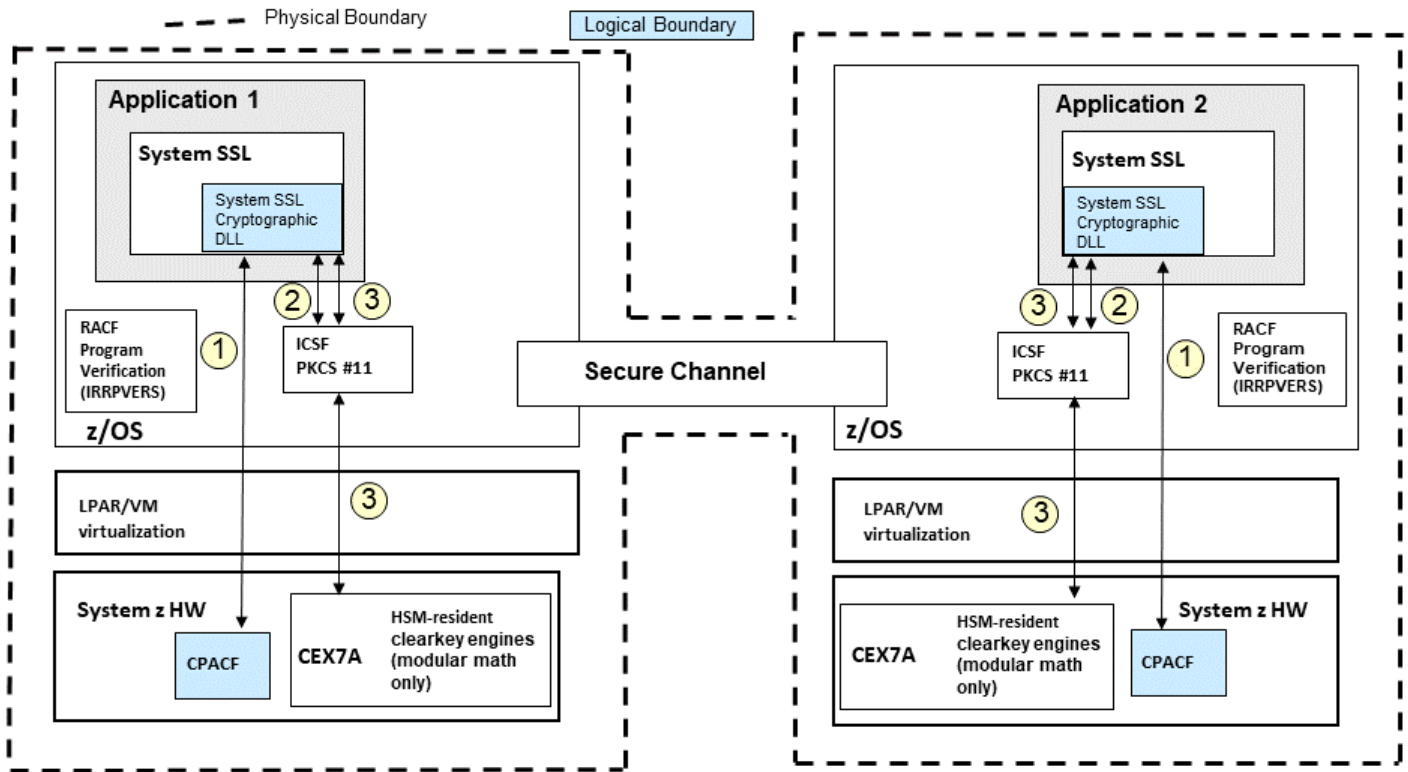 Physical Boundary
Logical Boundary
Application 1
System SSL
System SSL
Cryptographic
DLL
2
3
1
RACF
Program
Verification
(IRRPVERS)
ICSF
PKCS #11
z/OS
3
LPAR/VM
virtualization
System z HW
CPACF
CEX7A
HSM-resident
clearkey engines
(modular math
only)
Secure Channel
Application 2
System SSL
System SSL
Cryptographic
DLL
3
2
1
ICSF
PKCS #11
RACF
Program
Verification
(IRRPVERS)
z/OS
LPAR/VM
virtualization
3
System z HW
CEX7A
HSM-resident
clearkey engines
(modular math
only)
CPACF